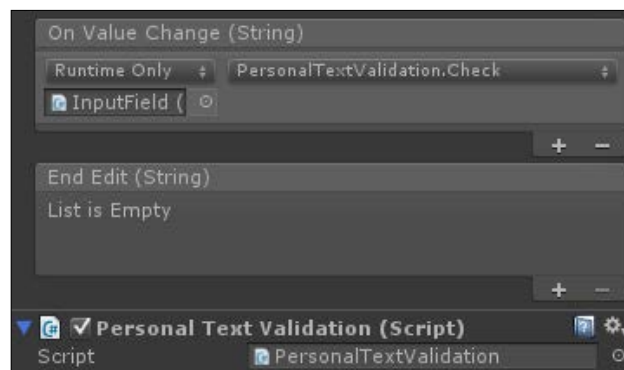 On Value Change (String)
Runtime Only PersonalTextValidation.Check
InputField (
+ −
End Edit (String)
List is Empty
+ −
C# Personal Text Validation (Script)
Script PersonalTextValidation